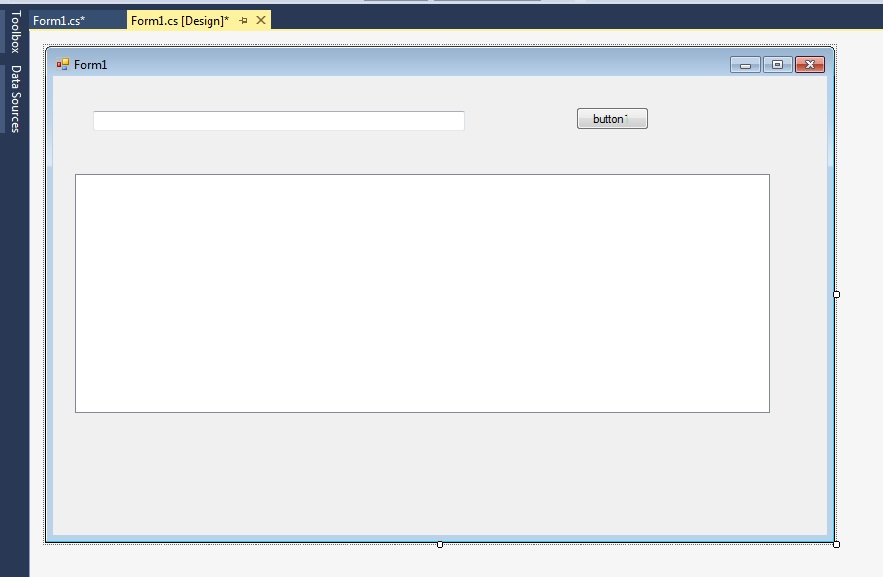 Toolbox
Data Sources
Form1.cs*
Form1.cs [Design]*
Form1
button1